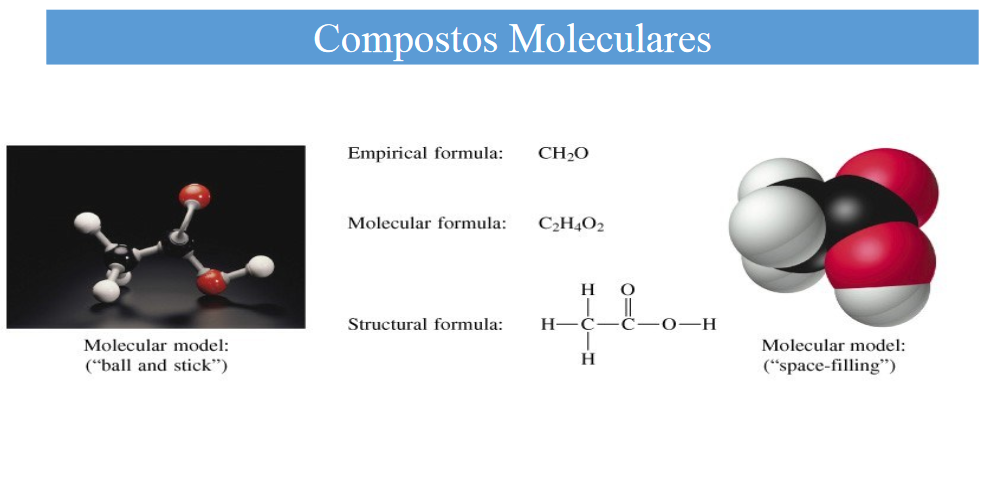 Compostos Moleculares
Empirical formula: CH₂O
Molecular formula: C₂H₄O₂
H O
Structural formula: H—C—C—O—H
H
Molecular model:
("ball and stick")
Molecular model:
("space-filling")